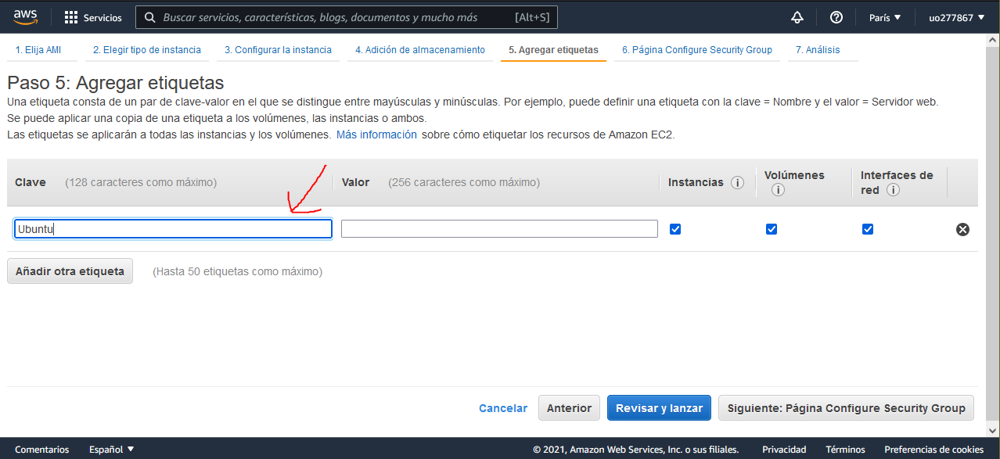 aws Servicios Buscar servicios, características, blogs, documentos y mucho más [Alt+S] París uo277867
1. Elija AMI 2. Elegir tipo de instancia 3. Configurar la instancia 4. Adición de almacenamiento 5. Agregar etiquetas 6. Página Configure Security Group 7. Análisis
Paso 5: Agregar etiquetas
Una etiqueta consta de un par de clave-valor en el que se distingue entre mayúsculas y minúsculas. Por ejemplo, puede definir una etiqueta con la clave = Nombre y el valor = Servidor web.
Se puede aplicar una copia de una etiqueta a los volúmenes, las instancias o ambos.
Las etiquetas se aplicarán a todas las instancias y los volúmenes. Más información sobre cómo etiquetar los recursos de Amazon EC2.
Clave (128 caracteres como máximo) Valor (256 caracteres como máximo) Instancias i Volúmenes i Interfaces de red i
Ubuntu
Añadir otra etiqueta (Hasta 50 etiquetas como máximo)
Cancelar Anterior Revisar y lanzar Siguiente: Página Configure Security Group
Comentarios Español © 2021, Amazon Web Services, Inc. o sus filiales. Privacidad Términos Preferencias de cookies